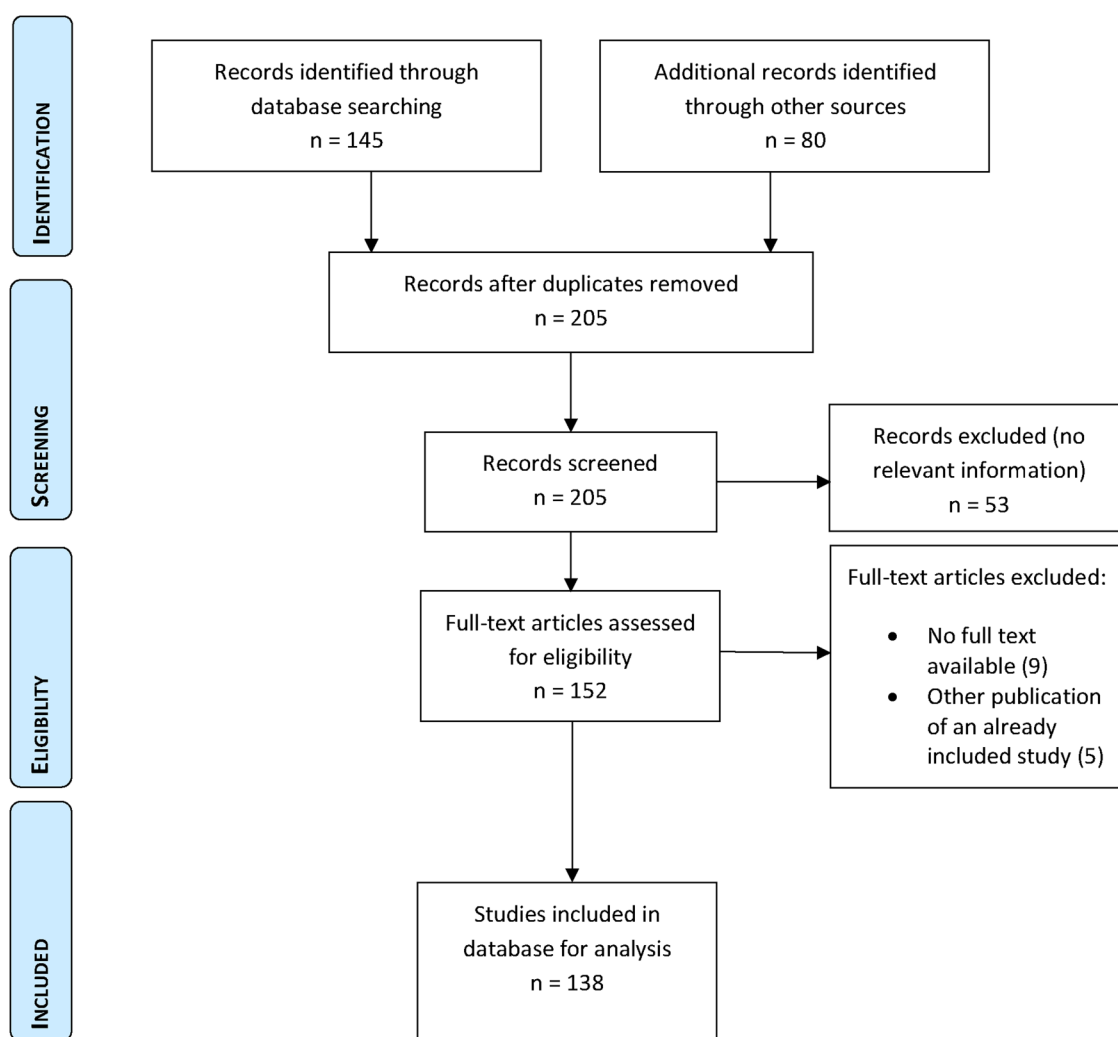 IDENTIFICATION
Records identified through
database searching
n = 145
Additional records identified
through other sources
n = 80
Records after duplicates removed
n = 205
SCREENING
Records screened
n = 205
Records excluded (no
relevant information)
n = 53
ELIGIBILITY
Full-text articles assessed
for eligibility
n = 152
Full-text articles excluded:
• No full text
available (9)
• Other publication
of an already
included study (5)
INCLUDED
Studies included in
database for analysis
n = 138